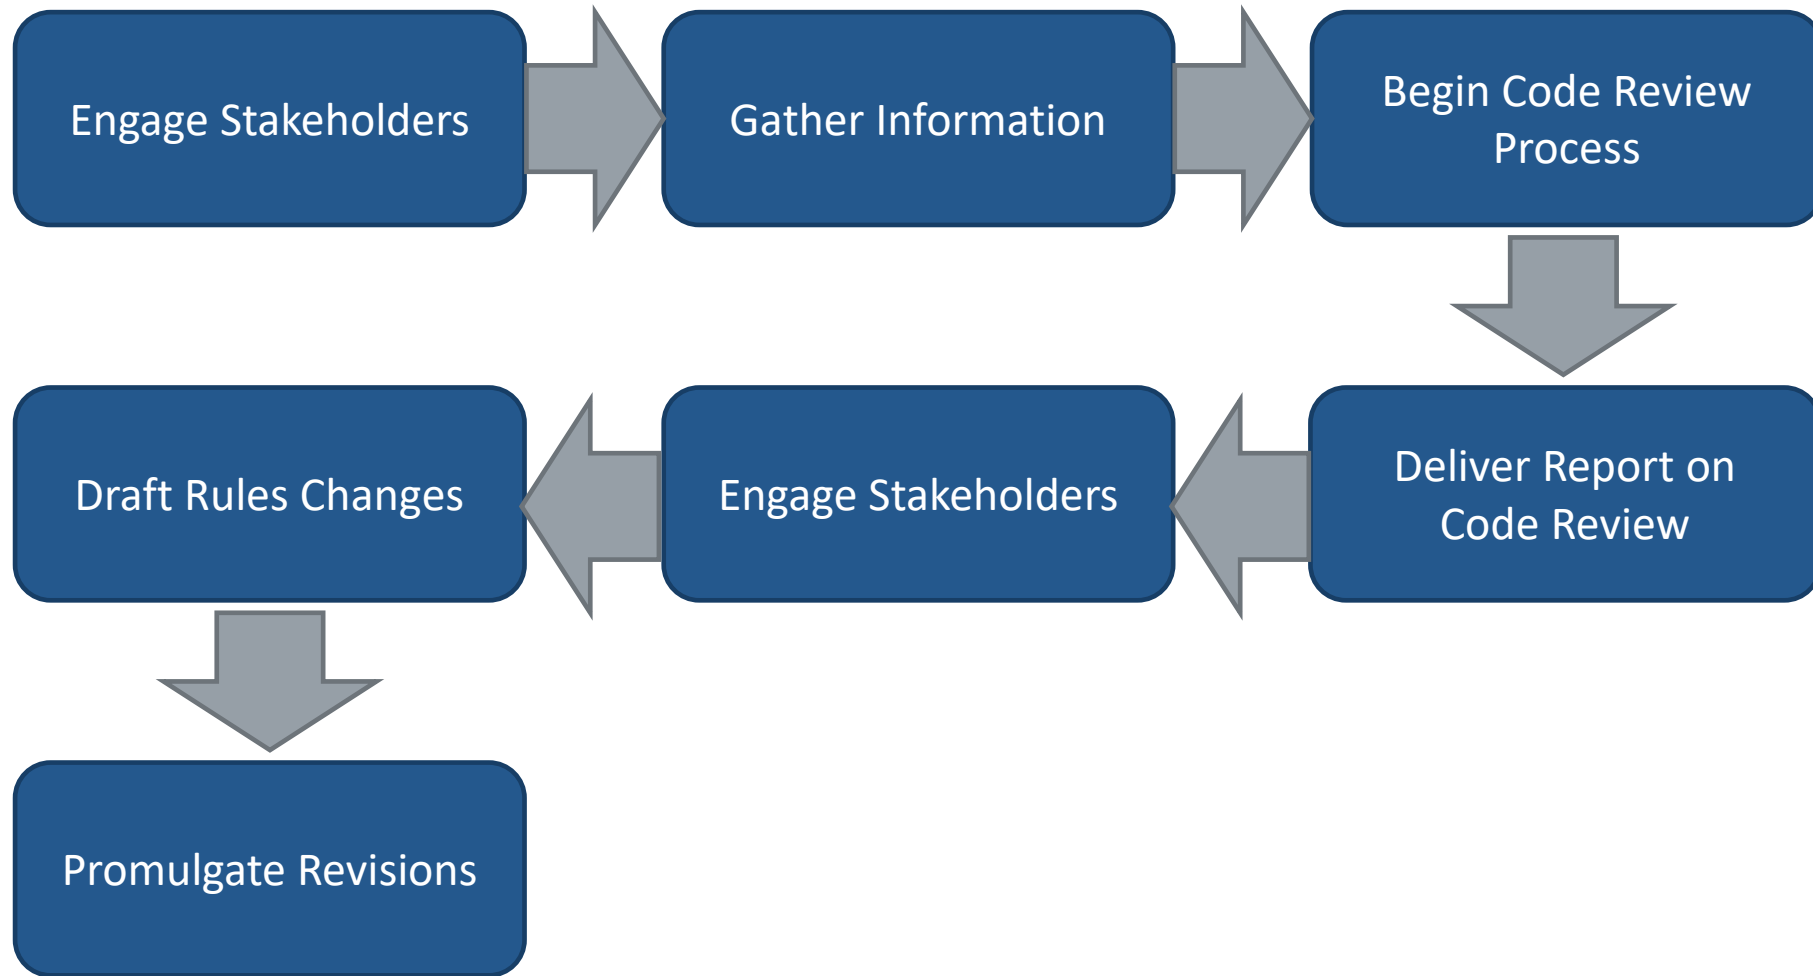 Engage Stakeholders
Gather Information
Begin Code Review
Process
Deliver Report on
Code Review
Engage Stakeholders
Draft Rules Changes
Promulgate Revisions